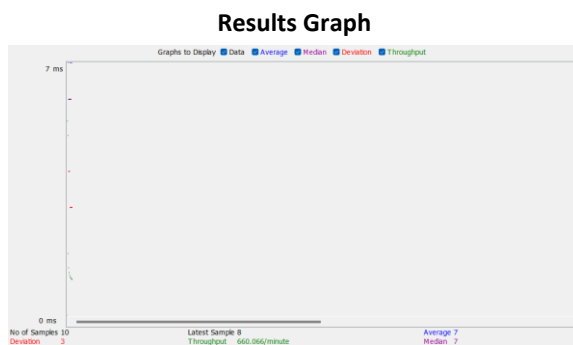 Results Graph
Graphs to Display Data Average Median Deviation Throughput
7 ms
0 ms
No of Samples 10 Latest Sample 8 Average 7
Deviation 3 Throughput 660.066/minute Median 7